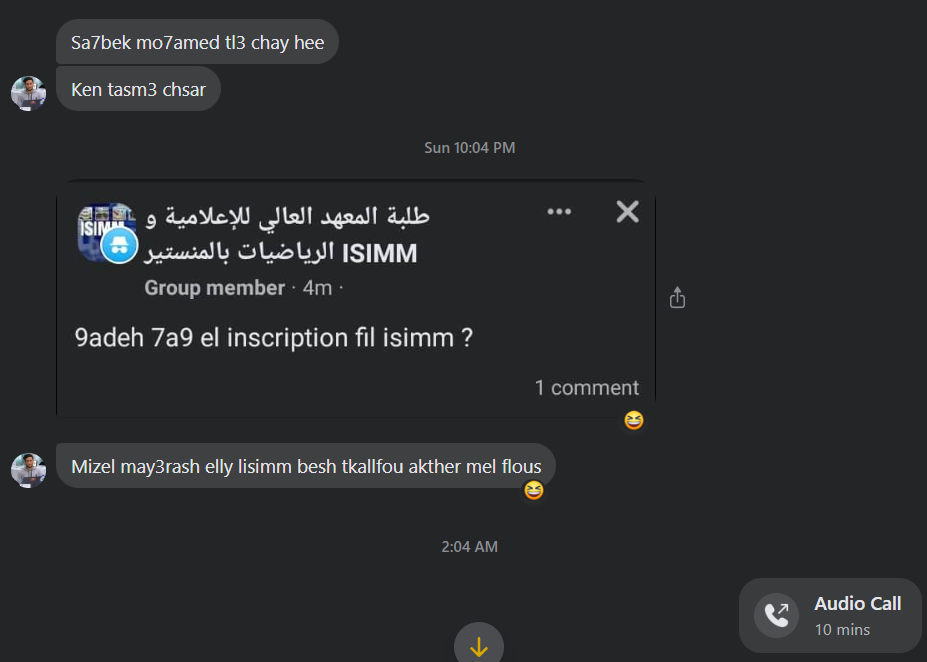 Sa7bek mo7amed tl3 chay hee
Ken tasm3 chsar
Sun 10:04 PM
ISIMM
طلبة المعهد العالي للإعلامية و
الرياضيات بالمنستير ISIMM
Group member · 4m ·
9adeh 7a9 el inscription fil isimm ?
1 comment
Mizel may3rash elly lisimm besh tkallfou akther mel flous
2:04 AM
Audio Call
10 mins